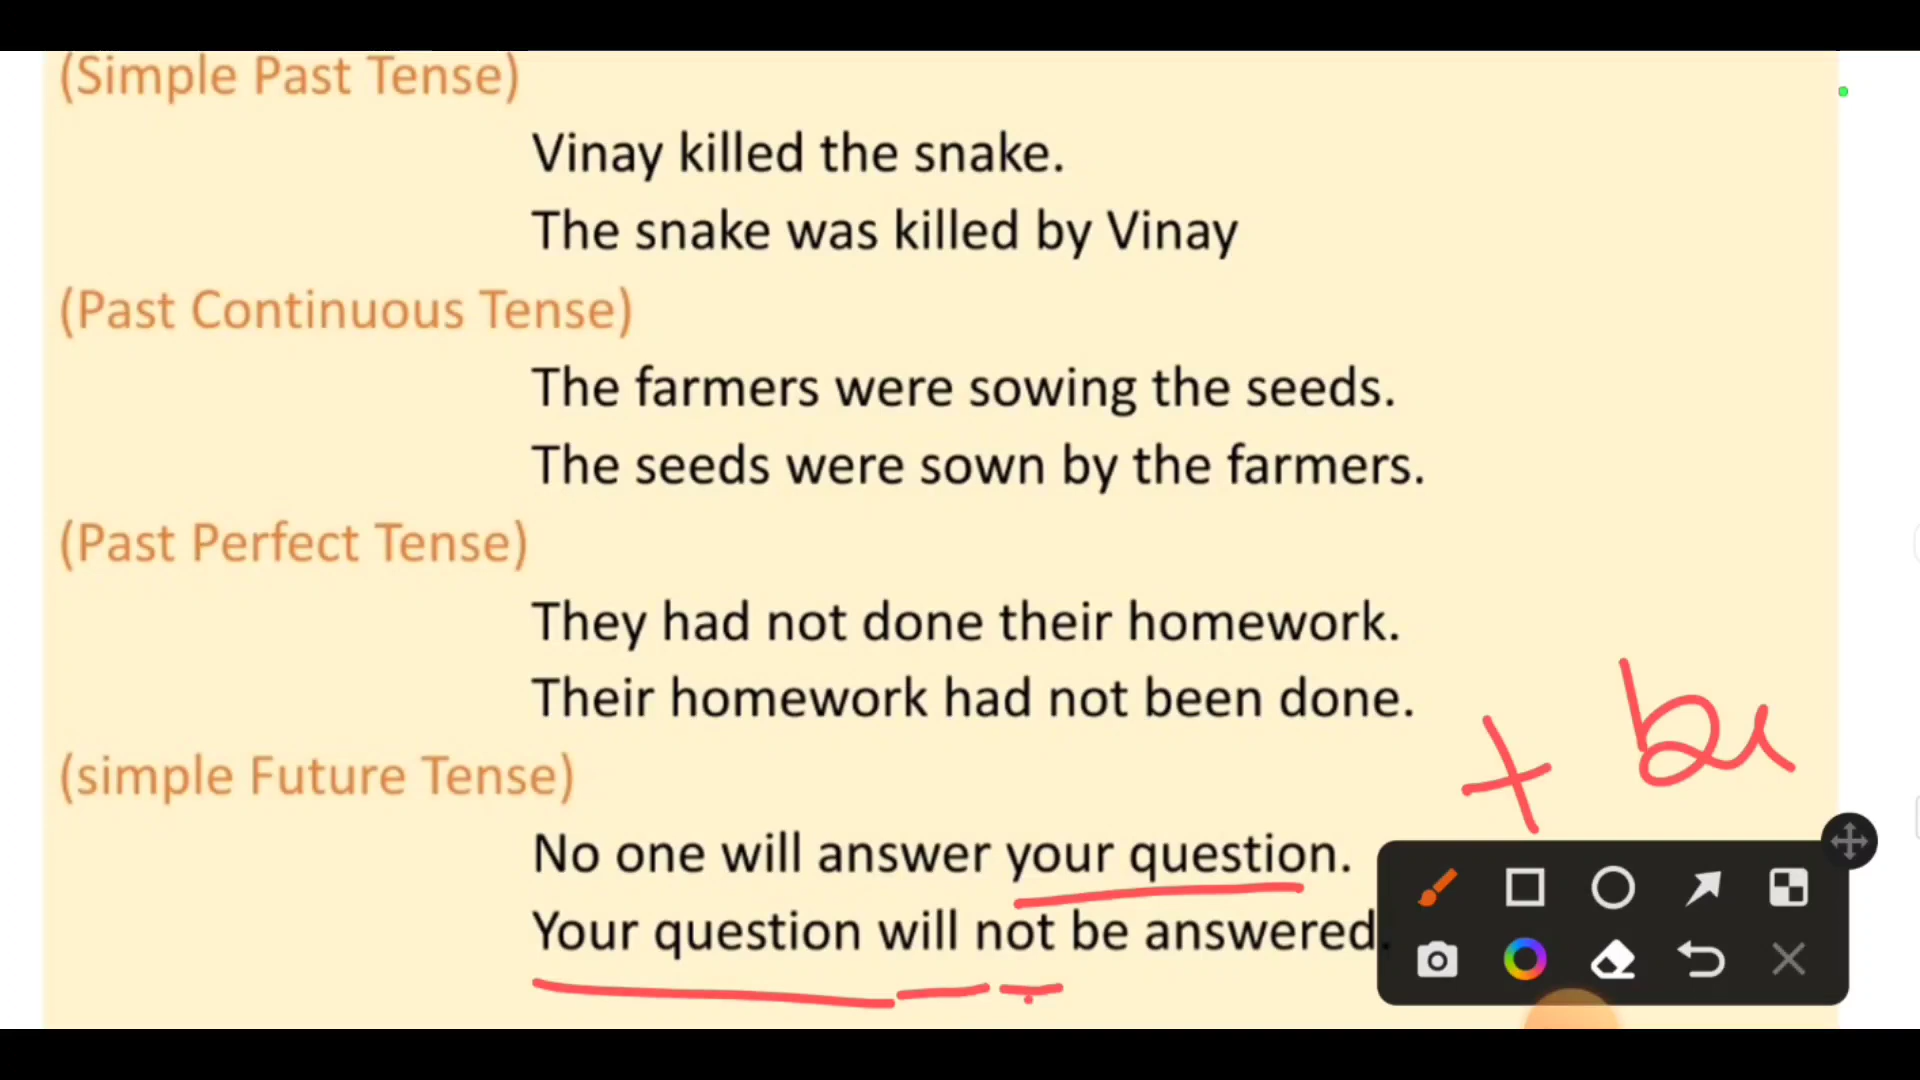 (Simple Past Tense)
Vinay killed the snake.
The snake was killed by Vinay
(Past Continuous Tense)
The farmers were sowing the seeds.
The seeds were sown by the farmers.
(Past Perfect Tense)
They had not done their homework.
Their homework had not been done.
+
(simple Future Tense)
No one will answer your question.
Your question will not be answered.